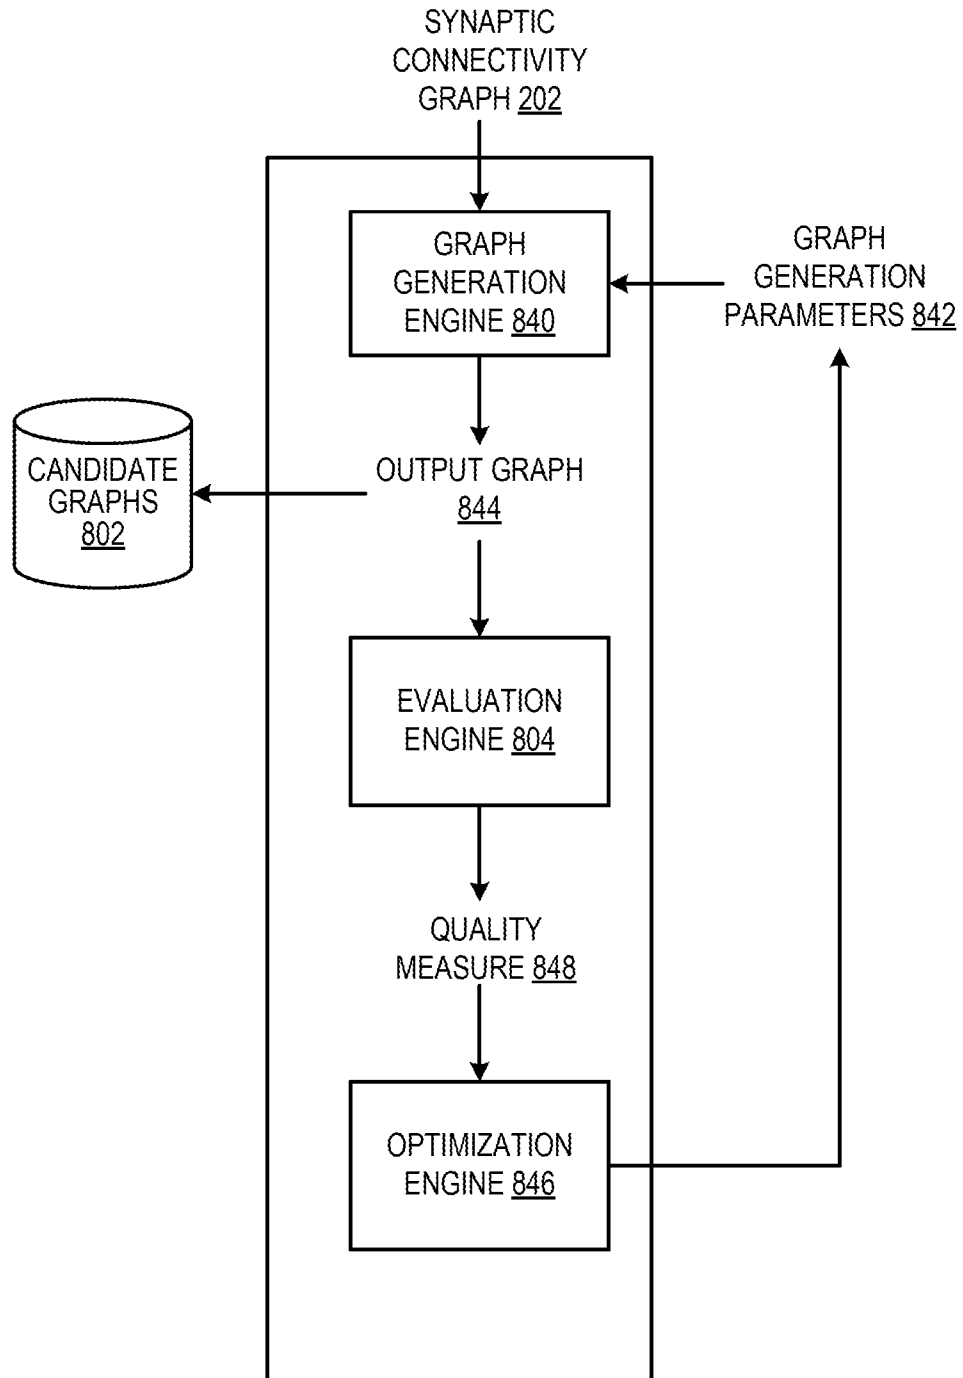 SYNAPTIC
CONNECTIVITY
GRAPH 202
GRAPH
GENERATION
ENGINE 840
GRAPH
GENERATION
PARAMETERS 842
CANDIDATE
GRAPHS
802
OUTPUT GRAPH
844
EVALUATION
ENGINE 804
QUALITY
MEASURE 848
OPTIMIZATION
ENGINE 846